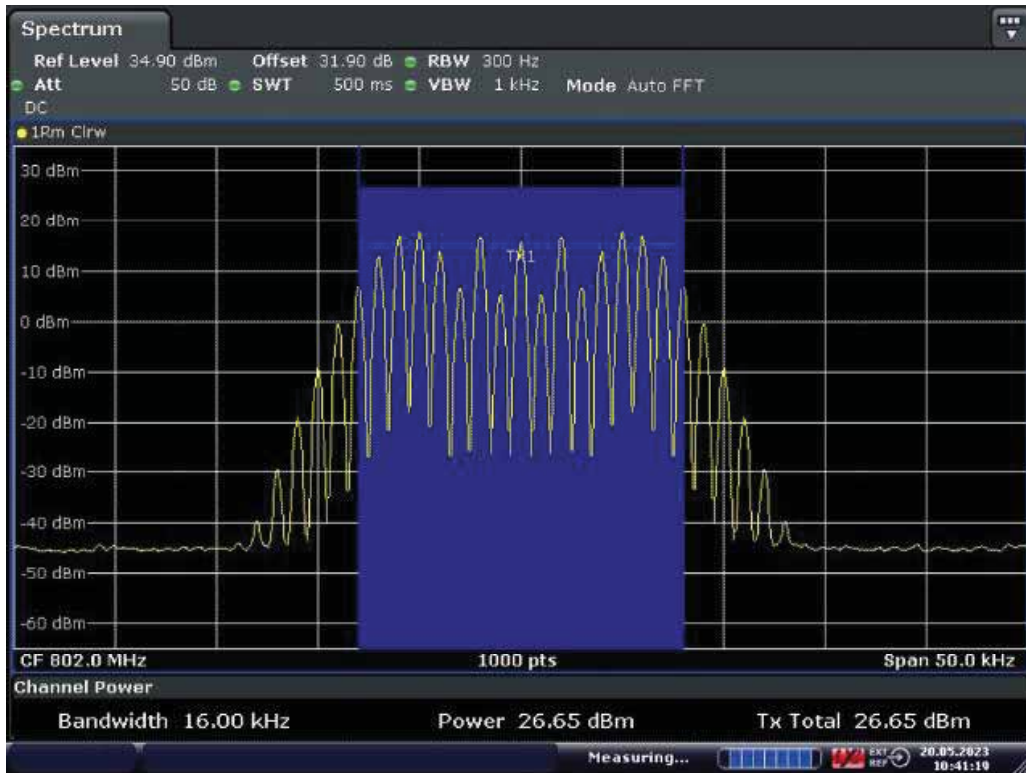 Spectrum
Ref Level 34.90 dBm Offset 31.90 dB RBW 300 Hz
Att 50 dB SWT 500 ms VBW 1 kHz Mode Auto FFT
DC
1Rm Clrw
30 dBm
20 dBm
TX1
10 dBm
0 dBm
-10 dBm
-20 dBm
-30 dBm
-40 dBm
-50 dBm
-60 dBm
CF 802.0 MHz 1000 pts Span 50.0 kHz
Channel Power
Bandwidth 16.00 kHz Power 26.65 dBm Tx Total 26.65 dBm
Measuring... EXT REF 20.05.2023 10:41:19